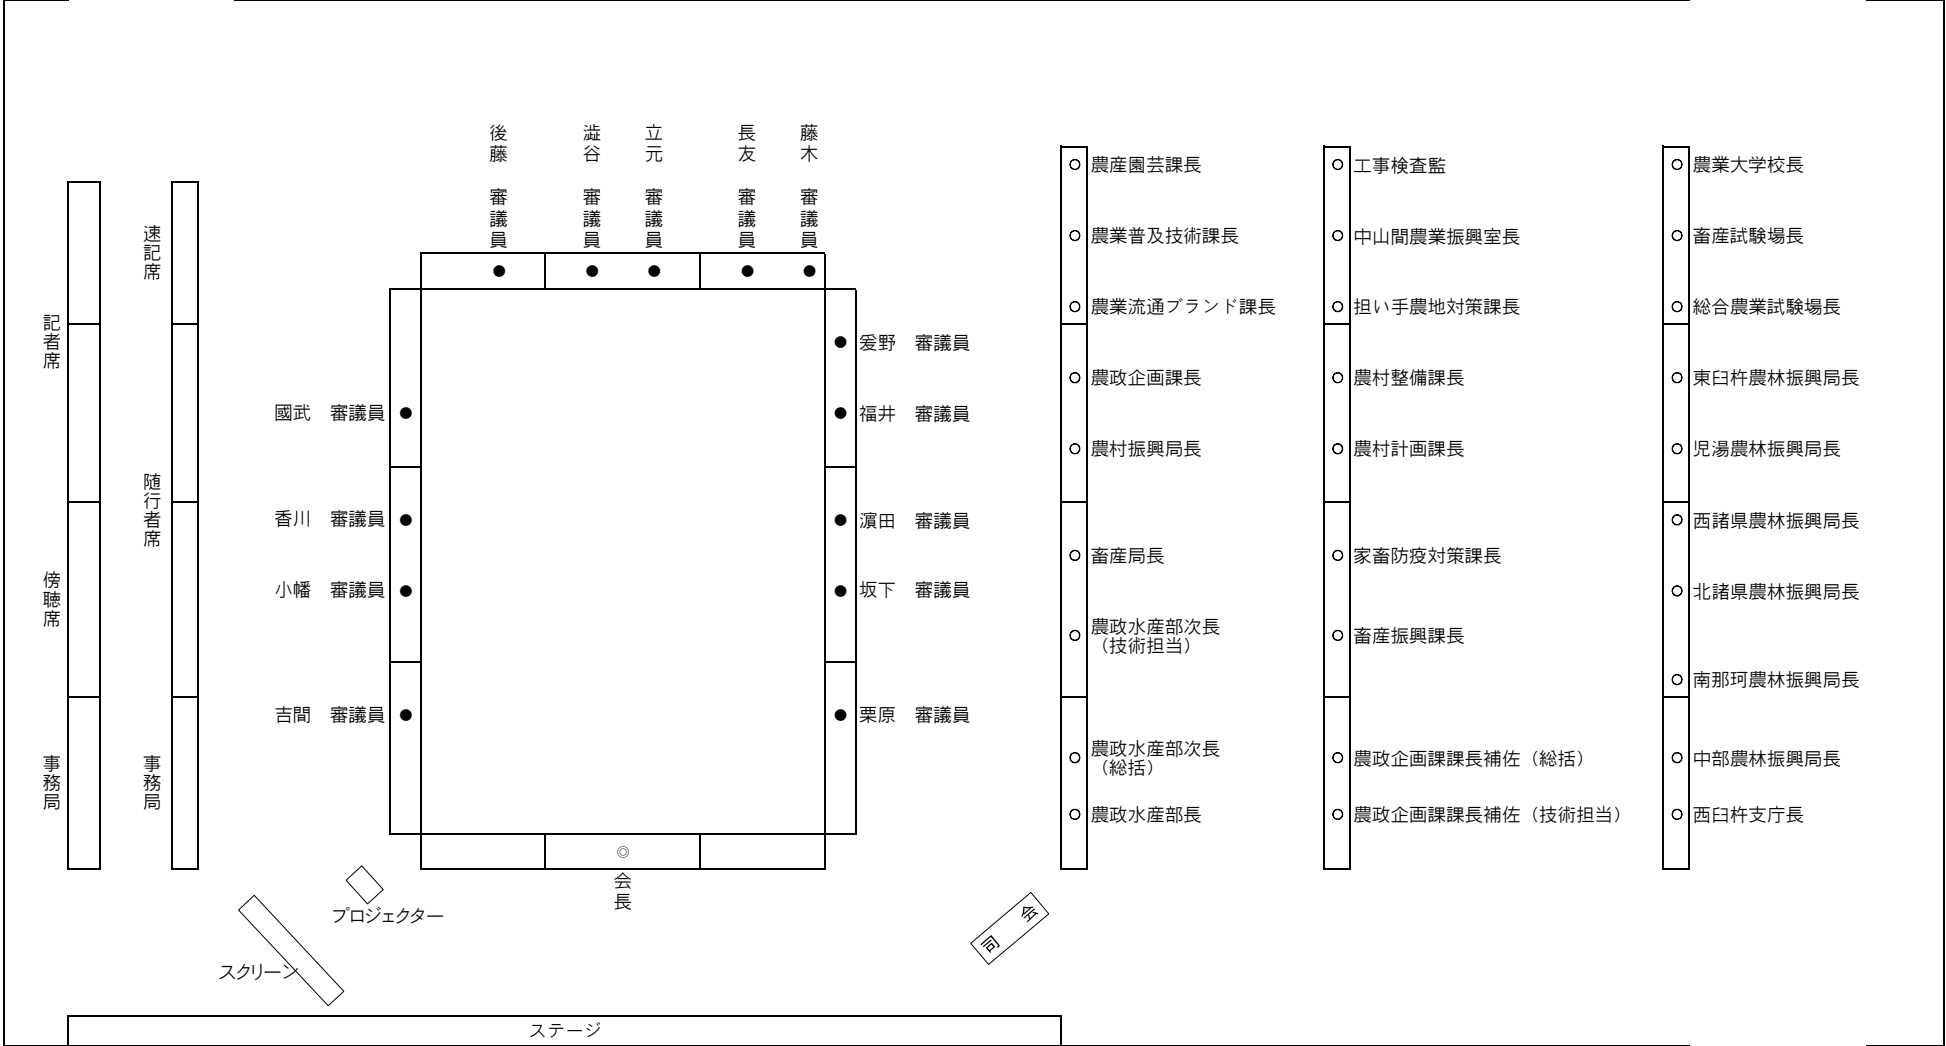 後藤　審議員
澁谷　審議員
立元　審議員
長友　審議員
藤木　審議員
記者席
傍聴席
事務局
速記席
随行者席
事務局
國武　審議員
香川　審議員
小幡　審議員
吉間　審議員
爰野　審議員
福井　審議員
濵田　審議員
坂下　審議員
栗原　審議員
◎
会長
プロジェクター
スクリーン
司　会
ステージ
農産園芸課長
農業普及技術課長
農業流通ブランド課長
農政企画課長
農村振興局長
畜産局長
農政水産部次長
（技術担当）
農政水産部次長
（総括）
農政水産部長
工事検査監
中山間農業振興室長
担い手農地対策課長
農村整備課長
農村計画課長
家畜防疫対策課長
畜産振興課長
農政企画課課長補佐（総括）
農政企画課課長補佐（技術担当）
農業大学校長
畜産試験場長
総合農業試験場長
東臼杵農林振興局長
児湯農林振興局長
西諸県農林振興局長
北諸県農林振興局長
南那珂農林振興局長
中部農林振興局長
西臼杵支庁長